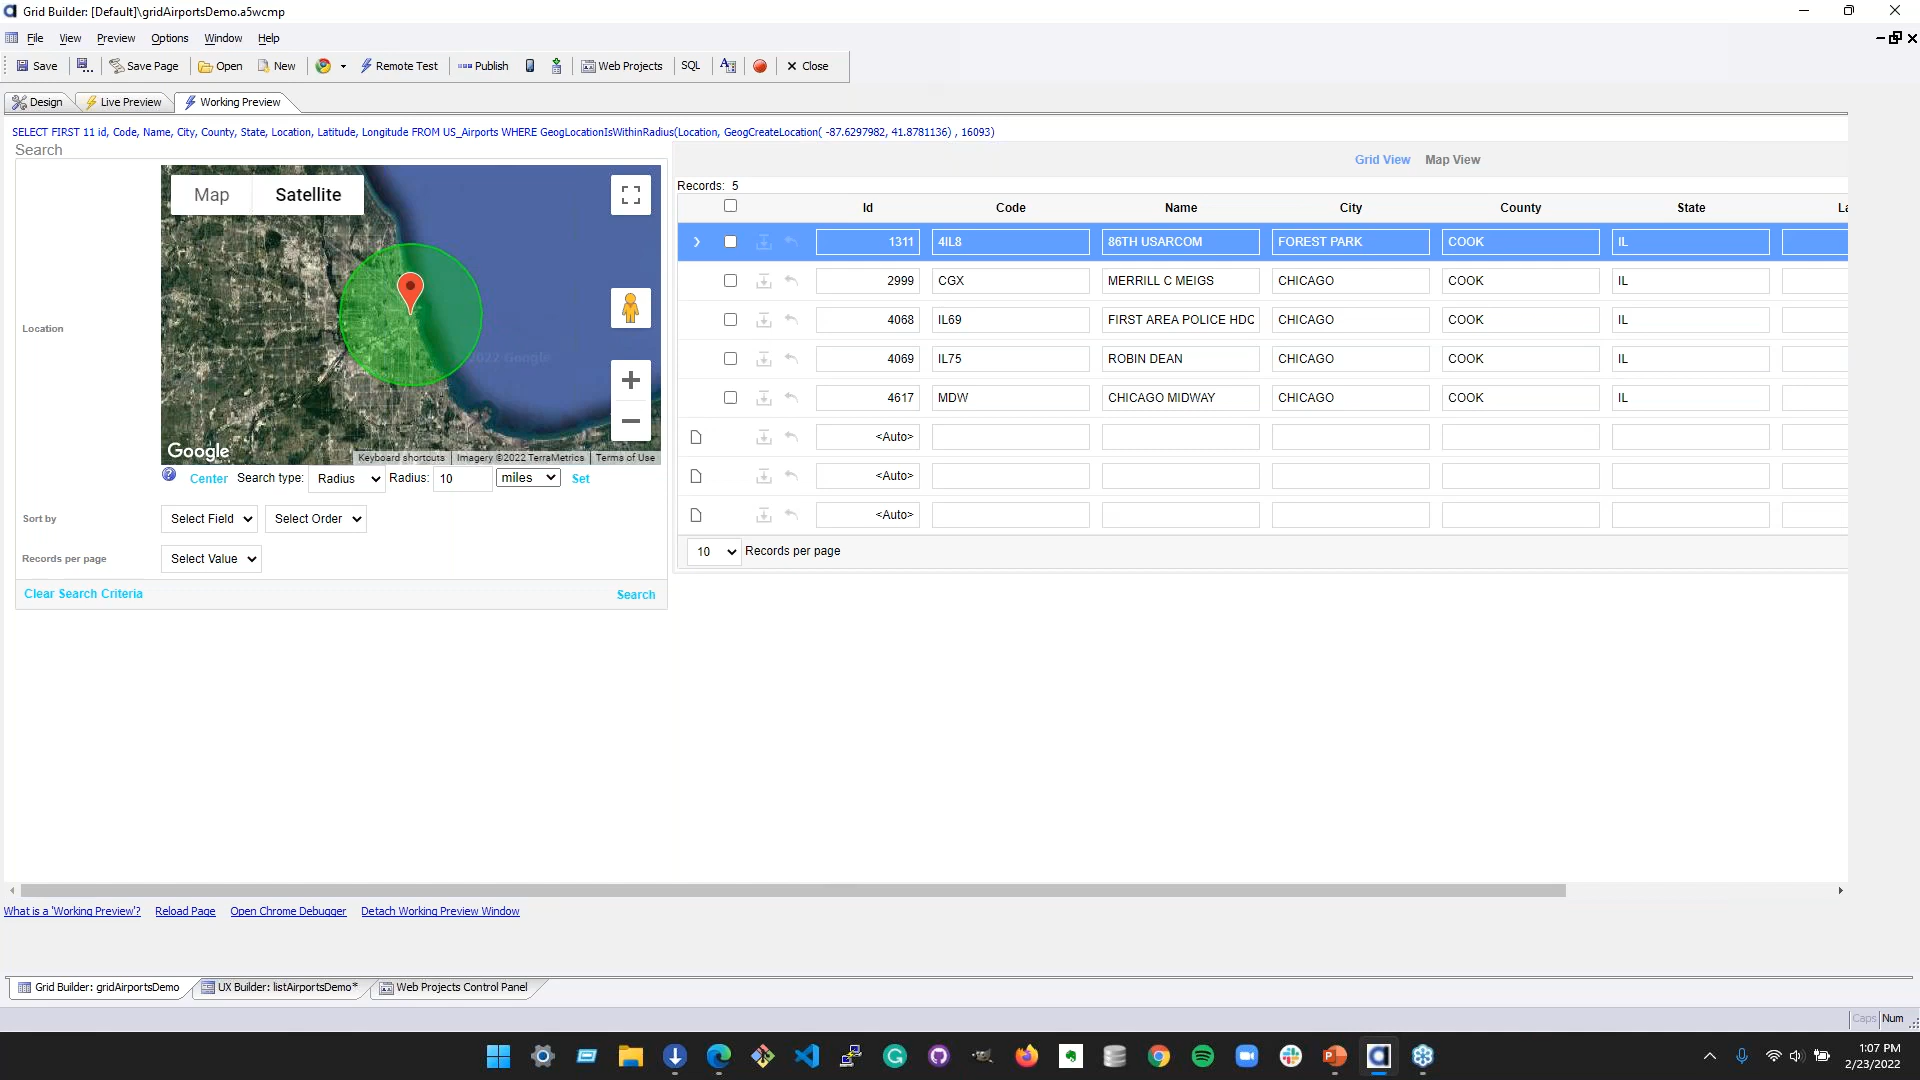 Grid Builder: [Default]\gridAirportsDemo.a5wcmp
File View Preview Options Window Help
Save Save Page Open New Remote Test Publish Web Projects SQL Close
Design Live Preview Working Preview
SELECT FIRST 11 id, Code, Name, City, County, State, Location, Latitude, Longitude FROM US_Airports WHERE GeogLocationIsWithinRadius(Location, GeogCreateLocation( -87.6297982, 41.8781136) , 16093)
Search
Grid View Map View
Records: 5
Map Satellite
Id Code Name City County State La
1311 4IL8 86TH USARCOM FOREST PARK COOK IL
2999 CGX MERRILL C MEIGS CHICAGO COOK IL
4068 IL69 FIRST AREA POLICE HDQ CHICAGO COOK IL
4069 IL75 ROBIN DEAN CHICAGO COOK IL
4617 MDW CHICAGO MIDWAY CHICAGO COOK IL
<Auto>
<Auto>
<Auto>
10 Records per page
Location
2022 Google
Google
Keyboard shortcuts Imagery ©2022 TerraMetrics Terms of Use
Center Search type: Radius Radius: 10 miles Set
Sort by Select Field Select Order
Records per page Select Value
Clear Search Criteria Search
What is a 'Working Preview'? Reload Page Open Chrome Debugger Detach Working Preview Window
Grid Builder: gridAirportsDemo UX Builder: listAirportsDemo* Web Projects Control Panel
Caps Num
1:07 PM
2/23/2022